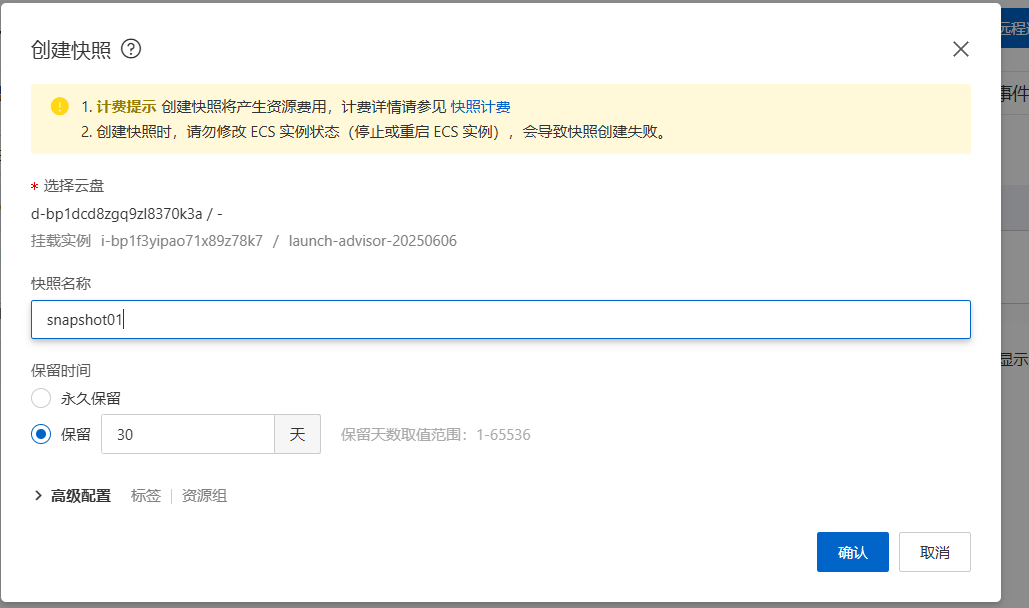 创建快照
远程
1. 计费提示 创建快照将产生资源费用，计费详情请参见 快照计费
2. 创建快照时，请勿修改 ECS 实例状态（停止或重启 ECS 实例），会导致快照创建失败。
事件
* 选择云盘
d-bp1dcd8zgq9zl8370k3a / -
挂载实例 i-bp1f3yipao71x89z78k7 / launch-advisor-20250606
快照名称
snapshot01
显示
保留时间
永久保留
保留 30 天 保留天数取值范围：1-65536
高级配置 标签 | 资源组
确认 取消